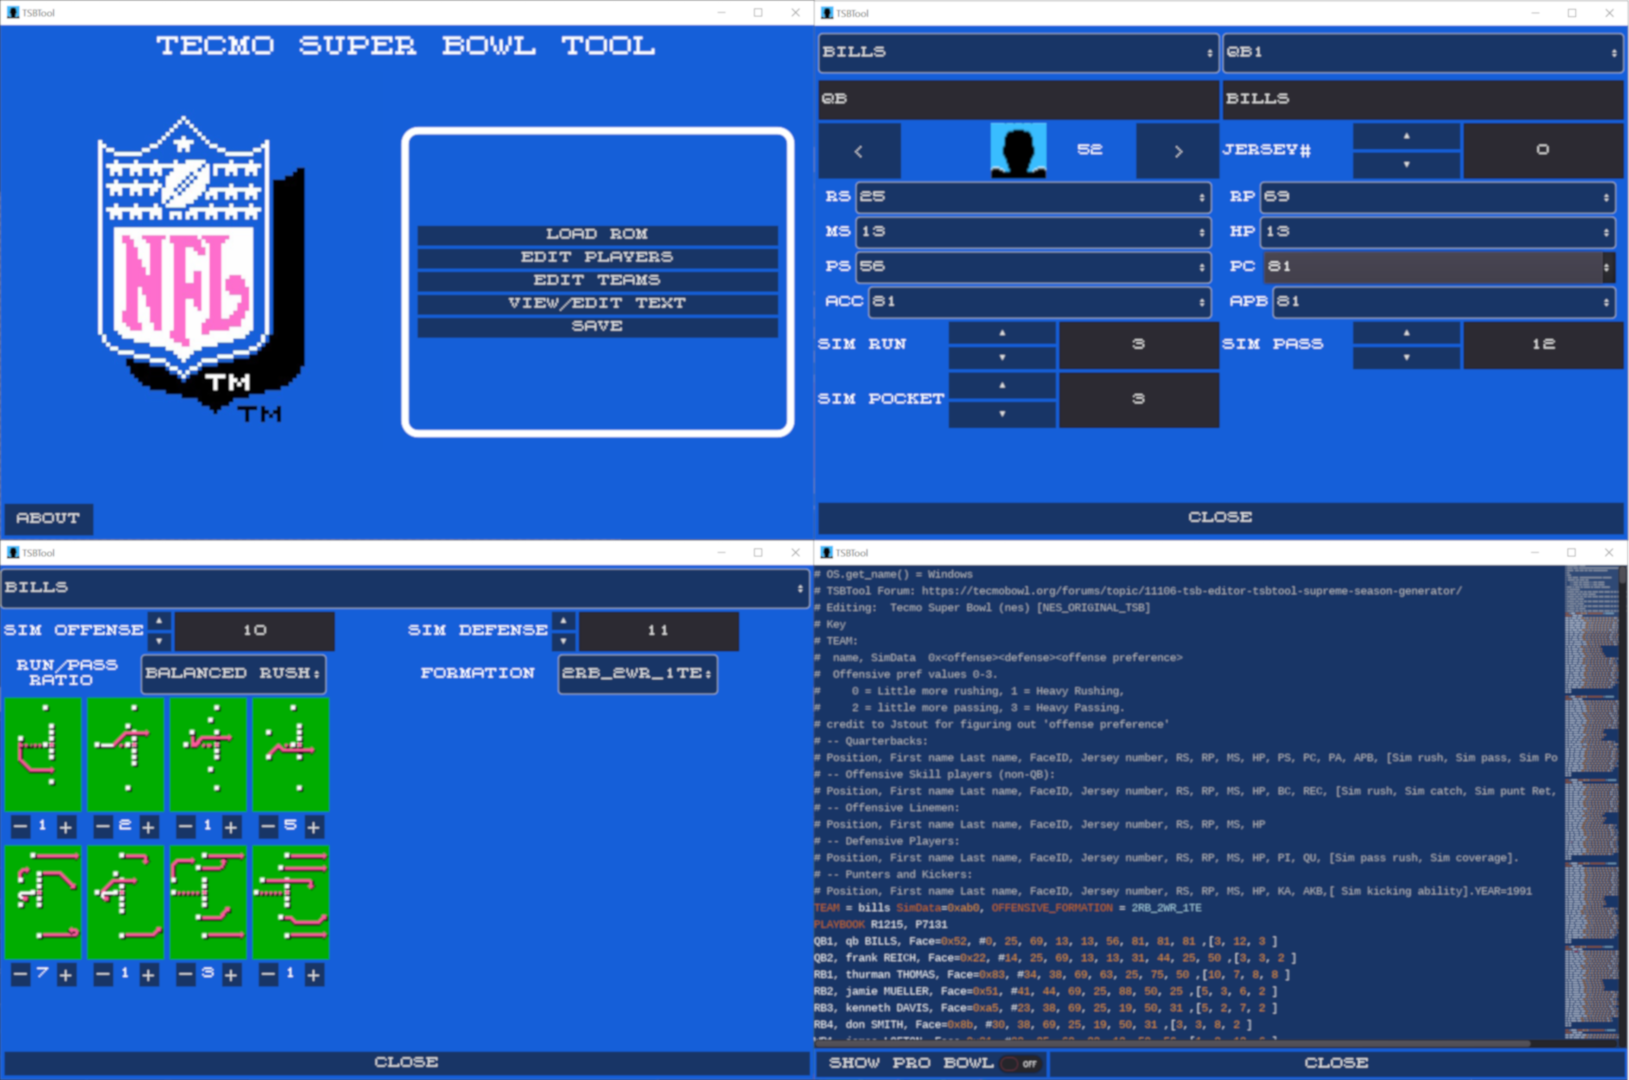 TSBTool
TECMO SUPER BOWL TOOL
NFL
TM
TM
LOAD ROM
EDIT PLAYERS
EDIT TEAMS
VIEW/EDIT TEXT
SAVE
ABOUT
TSBTool
BILLS
QB1
QB
BILLS
<
52
>
JERSEY#
0
RS 25
RP 69
MS 13
HP 13
PS 56
PC 81
ACC 81
APB 81
SIM RUN 3
SIM PASS 12
SIM POCKET 3
CLOSE
TSBTool
BILLS
SIM OFFENSE 10
SIM DEFENSE 11
RUN/PASS
RATIO
BALANCED RUSH
FORMATION 2RB_2WR_1TE
− 1 + − 2 + − 1 + − 5 +
− 7 + − 1 + − 3 + − 1 +
CLOSE
TSBTool
# OS.get_name() = Windows
# TSBTool Forum: https://tecmobowl.org/forums/topic/11106-tsb-editor-tsbtool-supreme-season-generator/
# Editing:  Tecmo Super Bowl (nes) [NES_ORIGINAL_TSB]
# Key
# TEAM:
#  name, SimData  0x<offense><defense><offense preference>
#  Offensive pref values 0-3.
#     0 = Little more rushing, 1 = Heavy Rushing,
#     2 = little more passing, 3 = Heavy Passing.
# credit to Jstout for figuring out 'offense preference'
# -- Quarterbacks:
# Position, First name Last name, FaceID, Jersey number, RS, RP, MS, HP, PS, PC, PA, APB, [Sim rush, Sim pass, Sim Po
# -- Offensive Skill players (non-QB):
# Position, First name Last name, FaceID, Jersey number, RS, RP, MS, HP, BC, REC, [Sim rush, Sim catch, Sim punt Ret,
# -- Offensive Linemen:
# Position, First name Last name, FaceID, Jersey number, RS, RP, MS, HP
# -- Defensive Players:
# Position, First name Last name, FaceID, Jersey number, RS, RP, MS, HP, PI, QU, [Sim pass rush, Sim coverage].
# -- Punters and Kickers:
# Position, First name Last name, FaceID, Jersey number, RS, RP, MS, HP, KA, AKB,[ Sim kicking ability].YEAR=1991
TEAM = bills SimData=0xab0, OFFENSIVE_FORMATION = 2RB_2WR_1TE
PLAYBOOK R1215, P7131
QB1, qb BILLS, Face=0x52, #0, 25, 69, 13, 13, 56, 81, 81, 81 ,[3, 12, 3 ]
QB2, frank REICH, Face=0x22, #14, 25, 69, 13, 13, 31, 44, 25, 50 ,[3, 3, 2 ]
RB1, thurman THOMAS, Face=0x83, #34, 38, 69, 63, 25, 75, 50 ,[10, 7, 8, 8 ]
RB2, jamie MUELLER, Face=0x51, #41, 44, 69, 25, 88, 50, 25 ,[5, 3, 6, 2 ]
RB3, kenneth DAVIS, Face=0xa5, #23, 38, 69, 25, 19, 50, 31 ,[5, 2, 7, 2 ]
RB4, don SMITH, Face=0x8b, #30, 38, 69, 25, 19, 50, 31 ,[3, 3, 8, 2 ]
SHOW PRO BOWL OFF
CLOSE